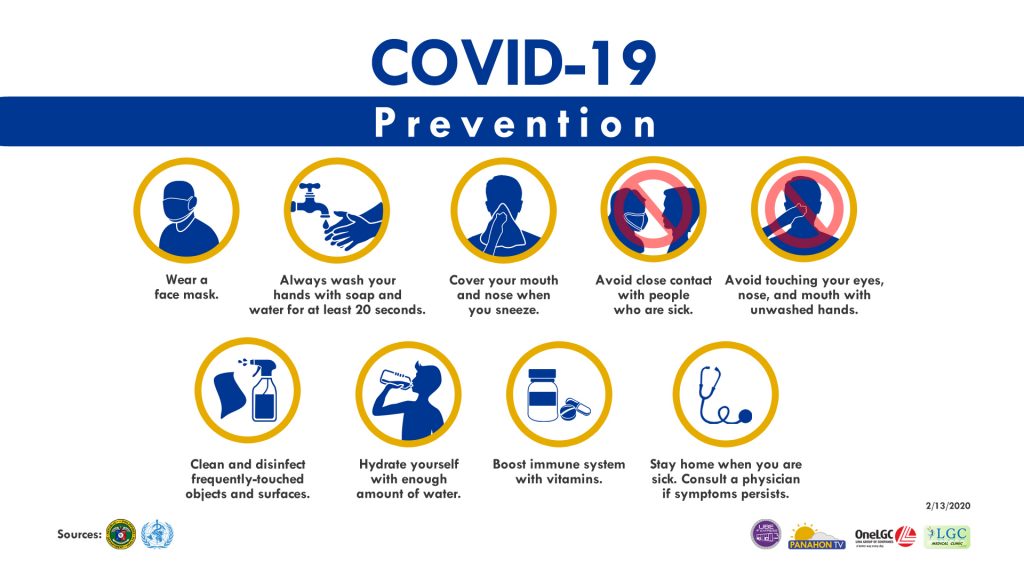 COVID-19
Prevention
Wear a
face mask.
Always wash your
hands with soap and
water for at least 20 seconds.
Cover your mouth
and nose when
you sneeze.
Avoid close contact
with people
who are sick.
Avoid touching your eyes,
nose, and mouth with
unwashed hands.
Clean and disinfect
frequently-touched
objects and surfaces.
Hydrate yourself
with enough
amount of water.
Boost immune system
with vitamins.
Stay home when you are
sick. Consult a physician
if symptoms persists.
2/13/2020
Sources:
UBE
EXPRESS
PANAHON TV
OneLGC
LGC
MEDICAL CLINIC